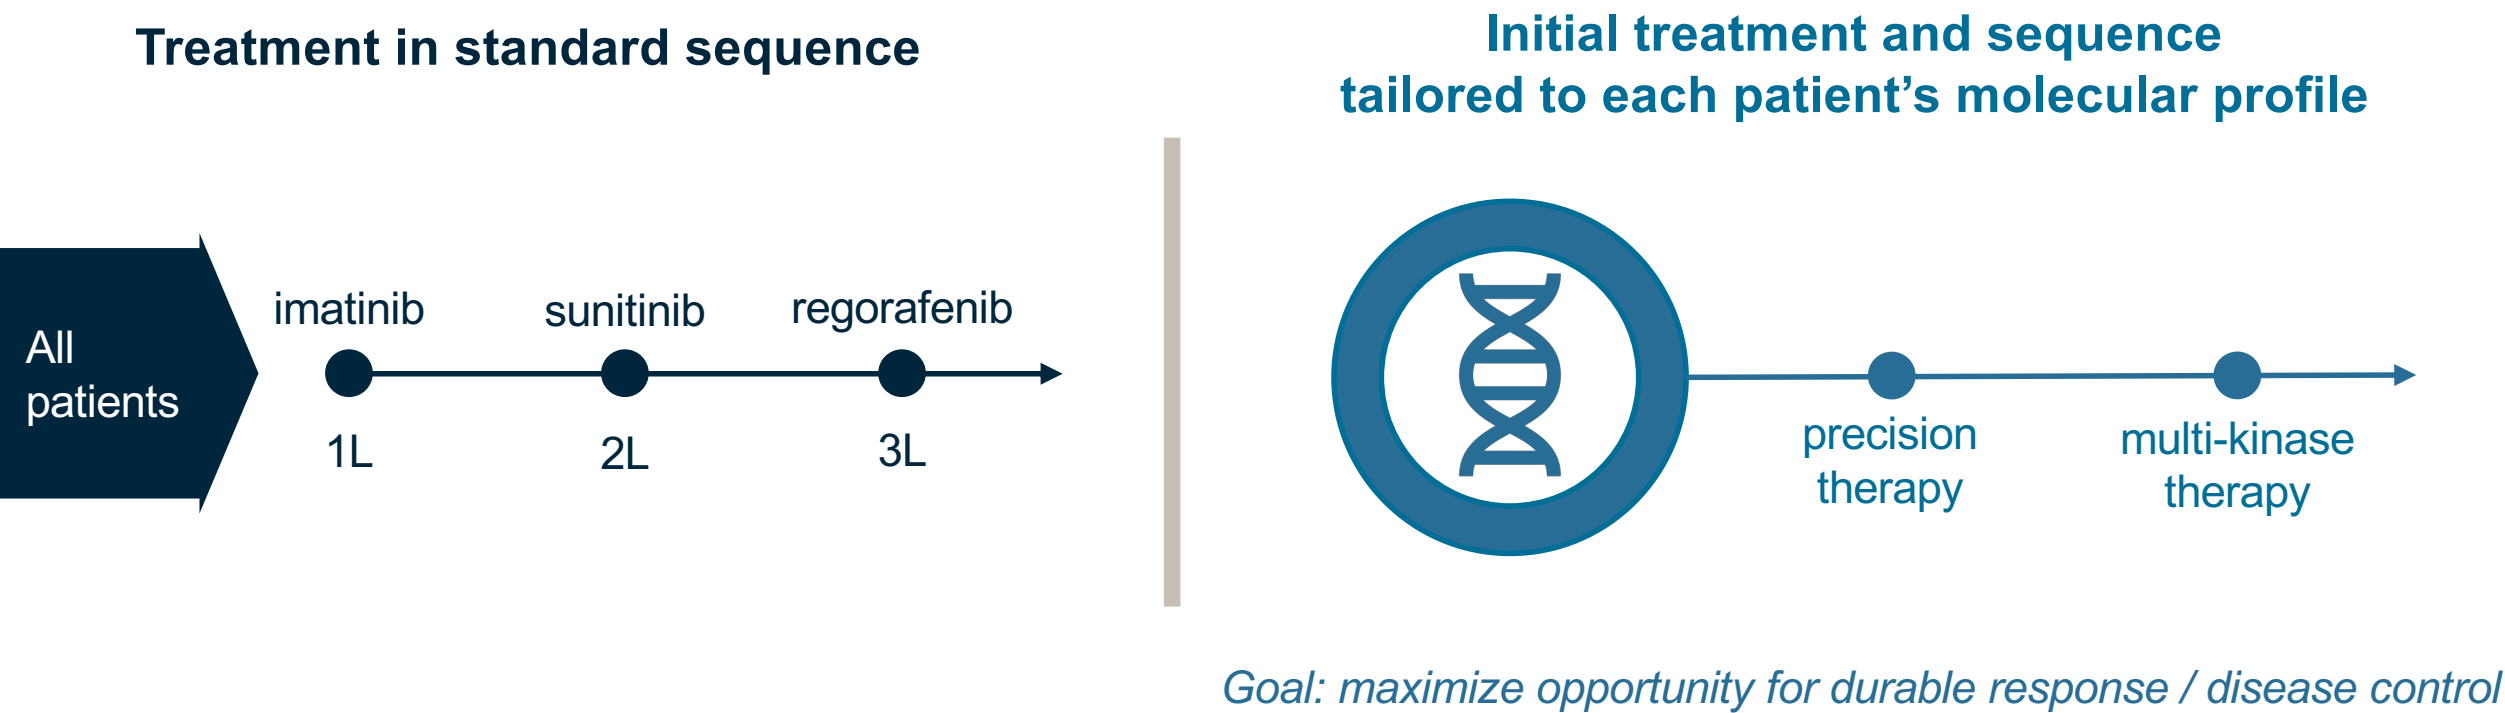 Treatment in standard sequence
All
patients
imatinib
sunitinib
regorafenib
1L
2L
3L
Initial treatment and sequence
tailored to each patient’s molecular profile
precision
therapy
multi-kinase
therapy
Goal: maximize opportunity for durable response / disease control